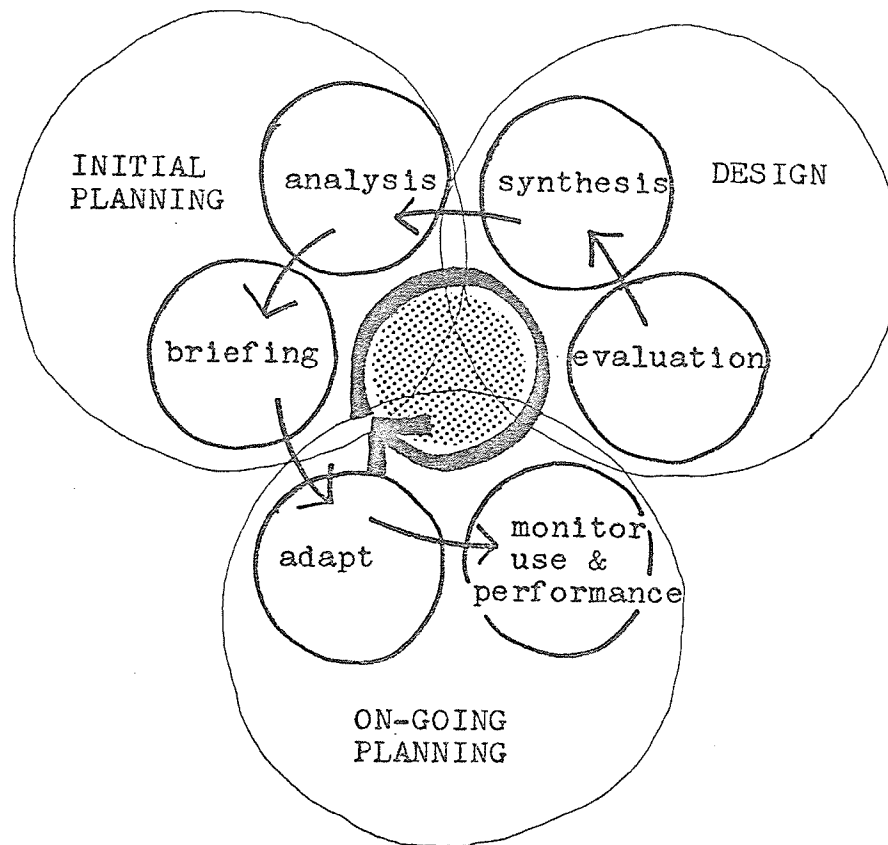 INITIAL
PLANNING
analysis
synthesis
DESIGN
briefing
evaluation
adapt
monitor
use &
performance
ON-GOING
PLANNING